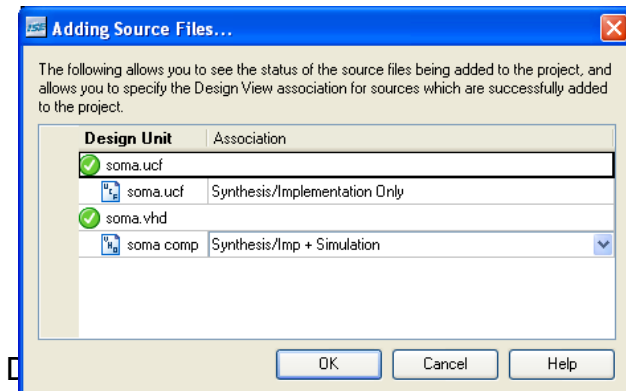 ISE Adding Source Files...
The following allows you to see the status of the source files being added to the project, and
allows you to specify the Design View association for sources which are successfully added
to the project.
Design Unit Association
soma.ucf
soma.ucf Synthesis/Implementation Only
soma.vhd
soma comp Synthesis/Imp + Simulation
OK Cancel Help